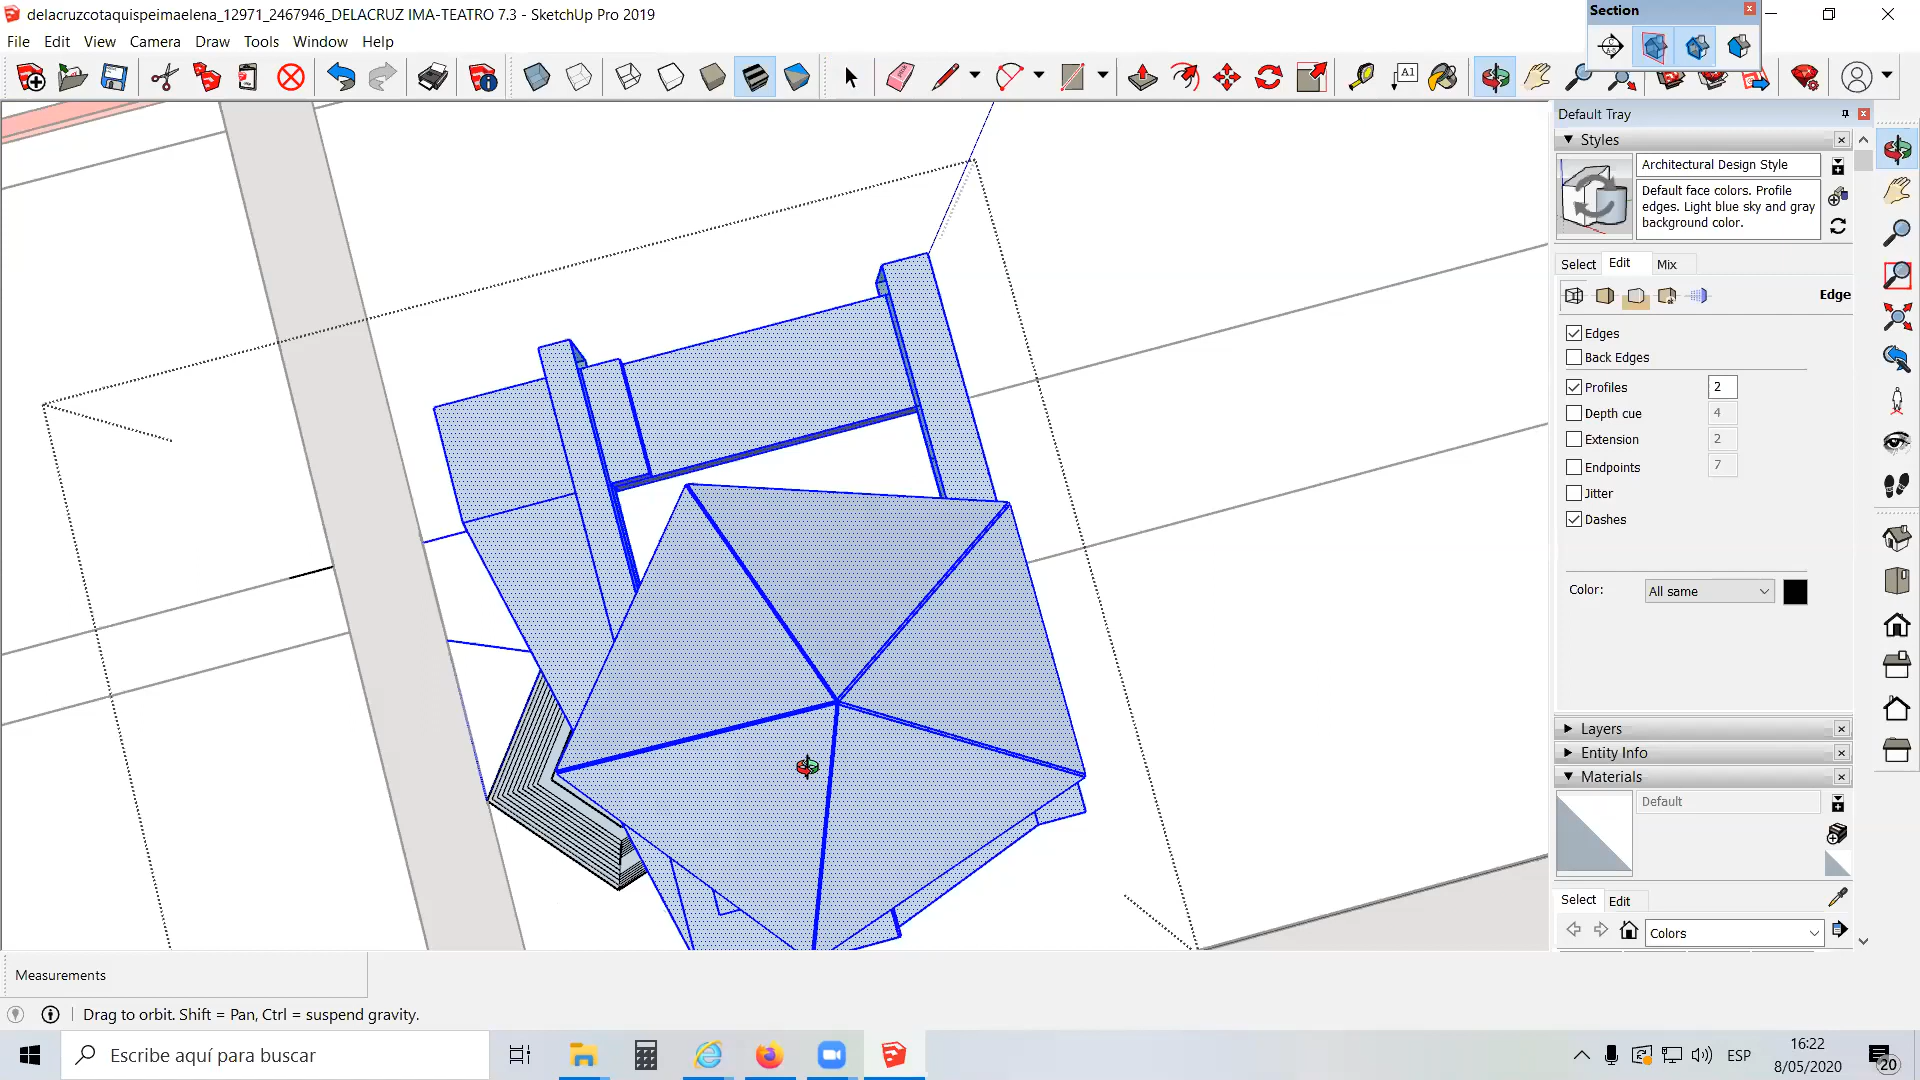 delacruzcotaquispeimaelena_12971_2467946_DELACRUZ IMA-TEATRO 7.3 - SketchUp Pro 2019
Section
File Edit View Camera Draw Tools Window Help
A1
Default Tray
Styles
Architectural Design Style
Default face colors. Profile
edges. Light blue sky and gray
background color.
Select Edit Mix
Edge
Edges
Back Edges
Profiles 2
Depth cue 4
Extension 2
Endpoints 7
Jitter
Dashes
Color: All same
Layers
Entity Info
Materials
Default
Select Edit
Colors
Measurements
Drag to orbit. Shift = Pan, Ctrl = suspend gravity.
Escribe aquí para buscar
ESP
16:22
8/05/2020
20